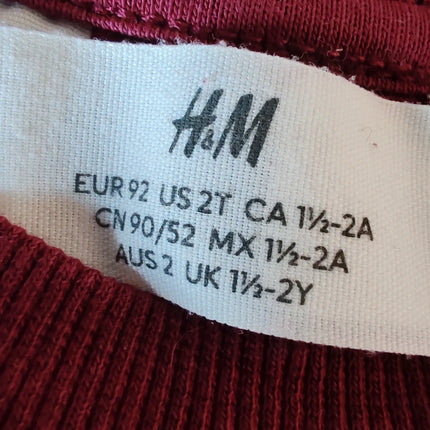 H&M
EUR 92 US 2T CA 1½-2A
CN 90/52 MX 1½-2A
AUS 2 UK 1½-2Y